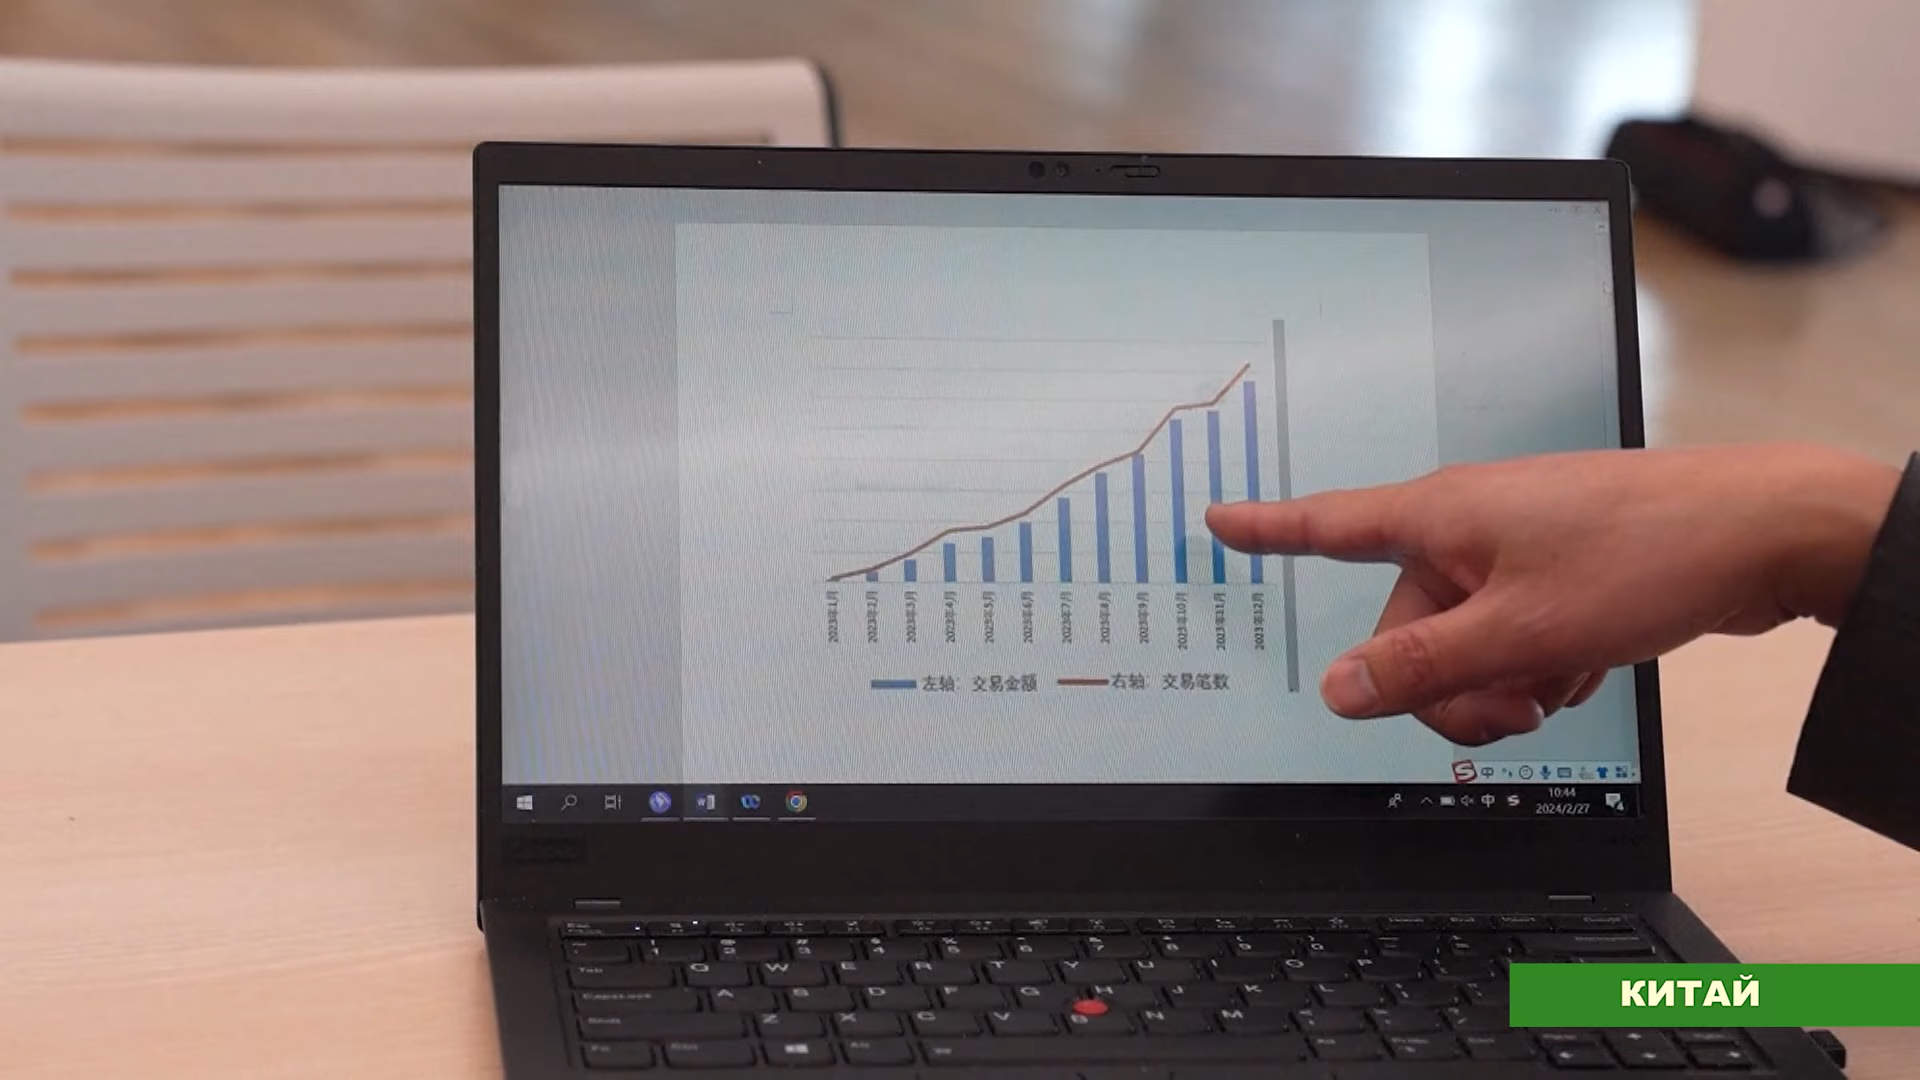 2023年1月
2023年2月
2023年3月
2023年4月
2023年5月
2023年6月
2023年7月
2023年8月
2023年9月
2023年10月
2023年11月
2023年12月
左轴：交易金额
右轴：交易笔数
中
中
10:44
2024/2/27
Tab
Q W E R T Y U I O P
CapsLock
A S D F G H J K L
Z X C V B N M
КИТАЙ